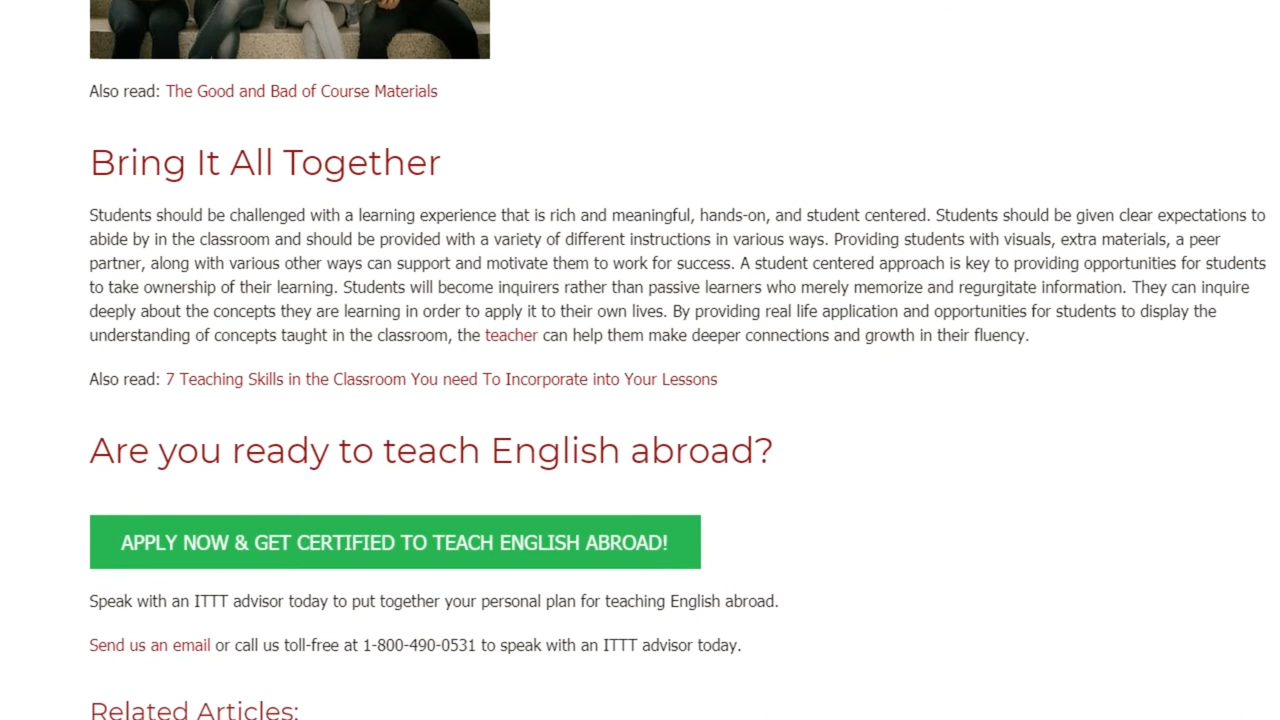 Also read: The Good and Bad of Course Materials
Bring It All Together
Students should be challenged with a learning experience that is rich and meaningful, hands-on, and student centered. Students should be given clear expectations to
abide by in the classroom and should be provided with a variety of different instructions in various ways. Providing students with visuals, extra materials, a peer
partner, along with various other ways can support and motivate them to work for success. A student centered approach is key to providing opportunities for students
to take ownership of their learning. Students will become inquirers rather than passive learners who merely memorize and regurgitate information. They can inquire
deeply about the concepts they are learning in order to apply it to their own lives. By providing real life application and opportunities for students to display the
understanding of concepts taught in the classroom, the teacher can help them make deeper connections and growth in their fluency.
Also read: 7 Teaching Skills in the Classroom You need To Incorporate into Your Lessons
Are you ready to teach English abroad?
APPLY NOW & GET CERTIFIED TO TEACH ENGLISH ABROAD!
Speak with an ITTT advisor today to put together your personal plan for teaching English abroad.
Send us an email or call us toll-free at 1-800-490-0531 to speak with an ITTT advisor today.
Related Articles: